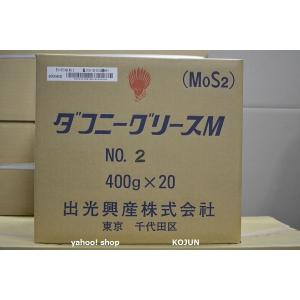 (MoS2)
ダフニーグリースM
NO. 2
400g×20
出光興産株式会社
東京 千代田区
yahoo! shop KOJUN